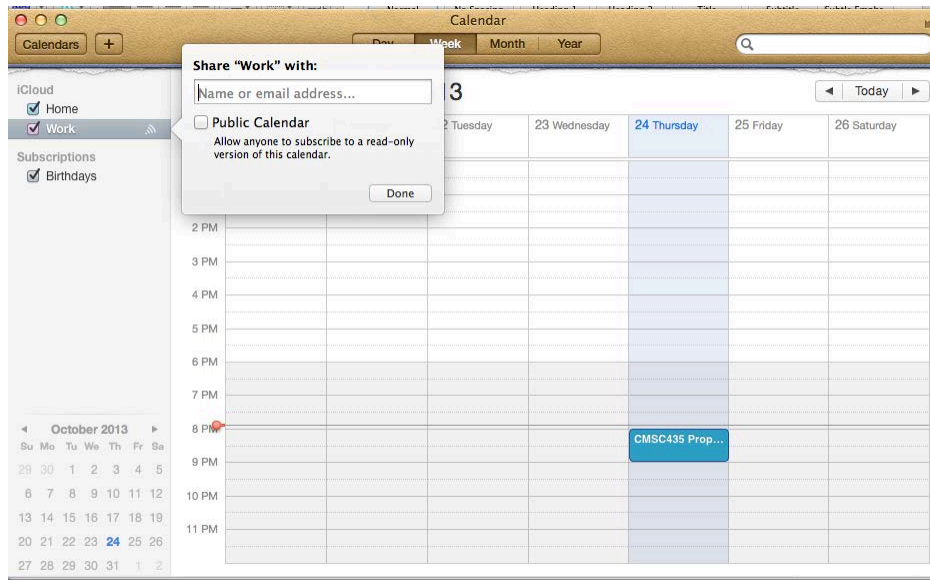 Calendar
Calendars +
Day Week Month Year
Share “Work” with:
Name or email address...
Public Calendar
Allow anyone to subscribe to a read-only
version of this calendar.
Done
iCloud
Home
Work
Subscriptions
Birthdays
13
Today
2 Tuesday 23 Wednesday 24 Thursday 25 Friday 26 Saturday
2 PM
3 PM
4 PM
5 PM
6 PM
7 PM
8 PM
9 PM
10 PM
11 PM
CMSC435 Prop...
October 2013
Su Mo Tu We Th Fr Sa
29 30 1 2 3 4 5
6 7 8 9 10 11 12
13 14 15 16 17 18 19
20 21 22 23 24 25 26
27 28 29 30 31 1 2